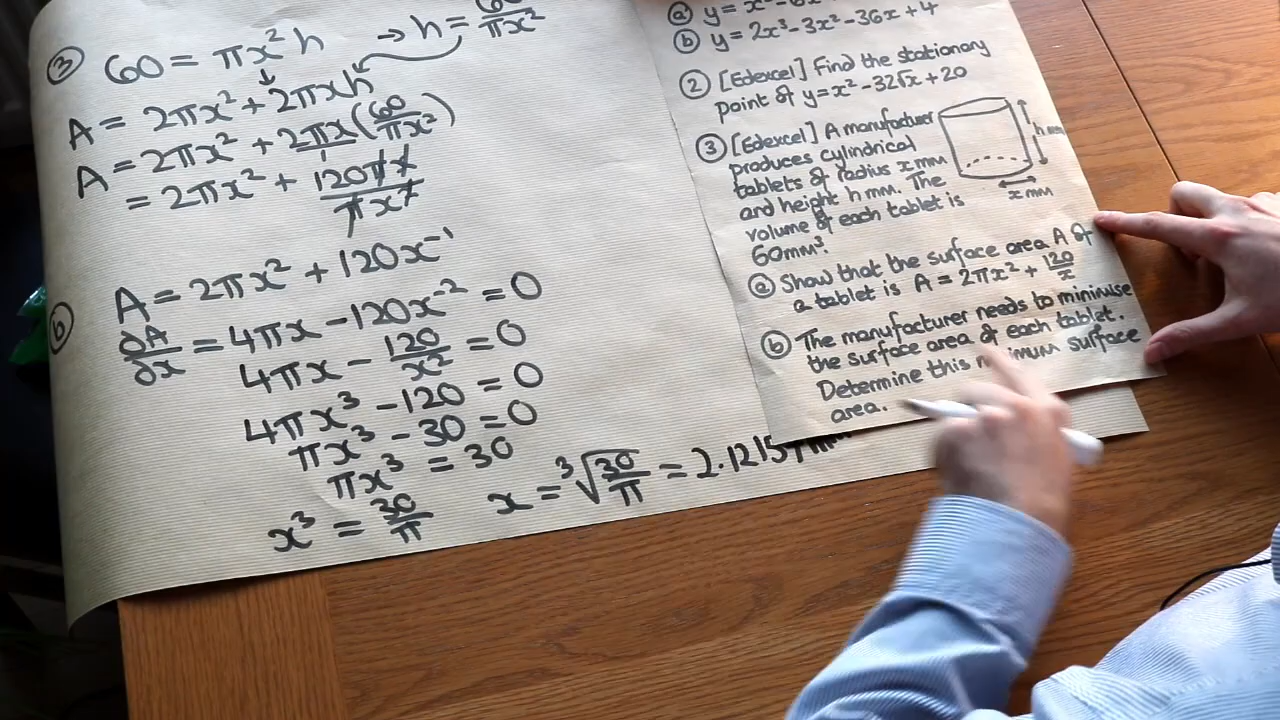 ③ 60 = πx²h → h = 60/πx²
A = 2πx² + 2πxh
A = 2πx² + 2πx(60/πx²)
= 2πx² + 120πx/πx²
A = 2πx² + 120x⁻¹
ⓑ ∂A/∂x = 4πx - 120x⁻² = 0
4πx - 120/x² = 0
4πx³ - 120 = 0
πx³ - 30 = 0
πx³ = 30
x³ = 30/π
x = ³√(30/π) = 2.1215
ⓐ y = x³
ⓑ y = 2x³ - 3x² - 36x + 4
② [Edexcel] Find the stationary
point of y = x² - 32√x + 20
③ [Edexcel] A manufacturer
produces cylindrical
tablets of radius x mm
and height h mm. The
volume of each tablet is
60mm³.
h mm
x mm
ⓐ Show that the surface area A of
a tablet is A = 2πx² + 120/x
ⓑ The manufacturer needs to minimise
the surface area of each tablet.
Determine this minimum surface
area.